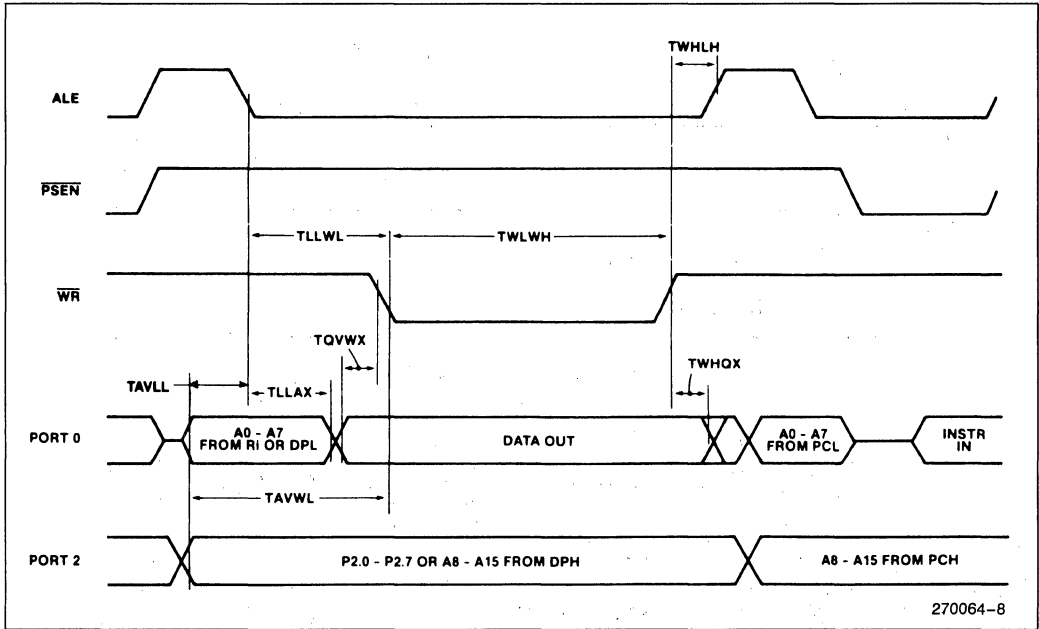 TWHLH
ALE
PSEN
TLLWL
TWLWH
WR
TQVWX
TWHQX
TAVLL
TLLAX
PORT 0
A0 - A7
FROM RI OR DPL
DATA OUT
A0 - A7
FROM PCL
INSTR
IN
TAVWL
PORT 2
P2.0 - P2.7 OR A8 - A15 FROM DPH
A8 - A15 FROM PCH
270064-8